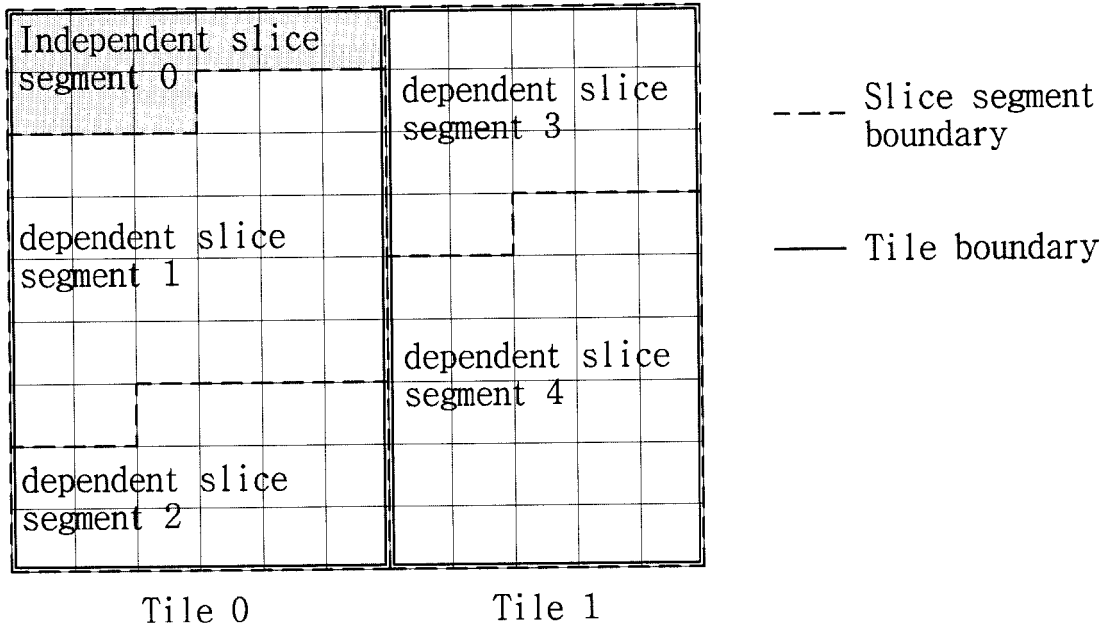 Independent slice
segment 0
dependent slice
segment 1
dependent slice
segment 2
dependent slice
segment 3
dependent slice
segment 4
Tile 0
Tile 1
Slice segment
boundary
Tile boundary